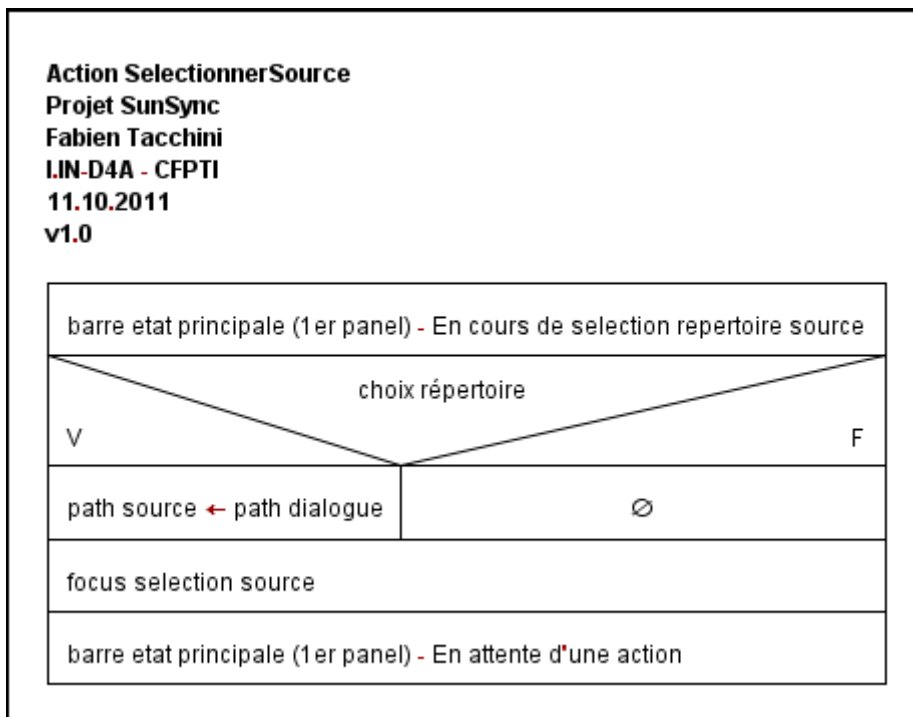 Action SelectionnerSource
Projet SunSync
Fabien Tacchini
I.IN-D4A - CFPTI
11.10.2011
v1.0
barre etat principale (1er panel) - En cours de selection repertoire source
choix répertoire
V F
path source ← path dialogue ∅
focus selection source
barre etat principale (1er panel) - En attente d'une action